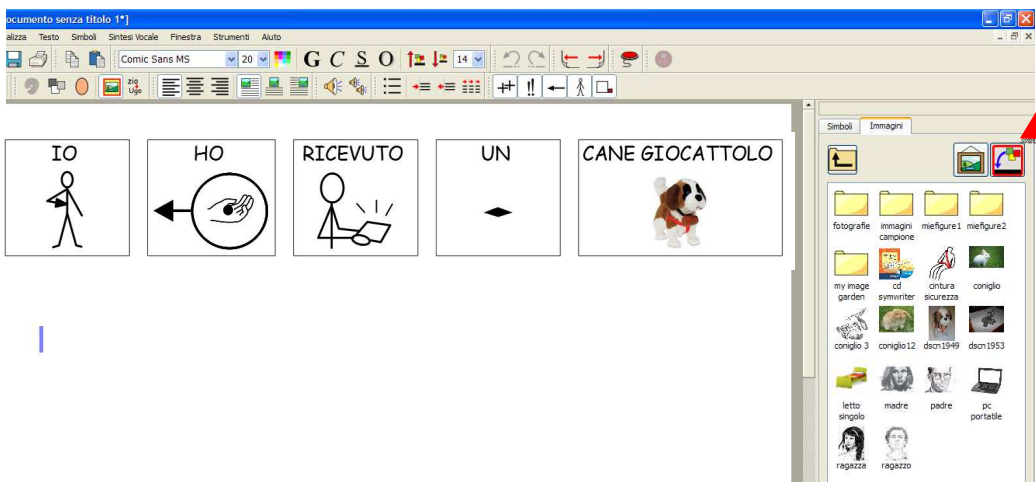 ocumento senza titolo 1*]
alizza Testo Simboli Sintesi Vocale Finestra Strumenti Aiuto
Comic Sans MS 20 G C S O 14
zig Ugo
Simboli Immagini
IO HO RICEVUTO UN CANE GIOCATTOLO
fotografie immagini campione miefigure1 miefigure2
my image garden cd symwriter cintura sicurezza coniglio
coniglio 3 coniglio12 dscn1949 dscn1953
letto singolo madre padre pc portatile
ragazza ragazzo